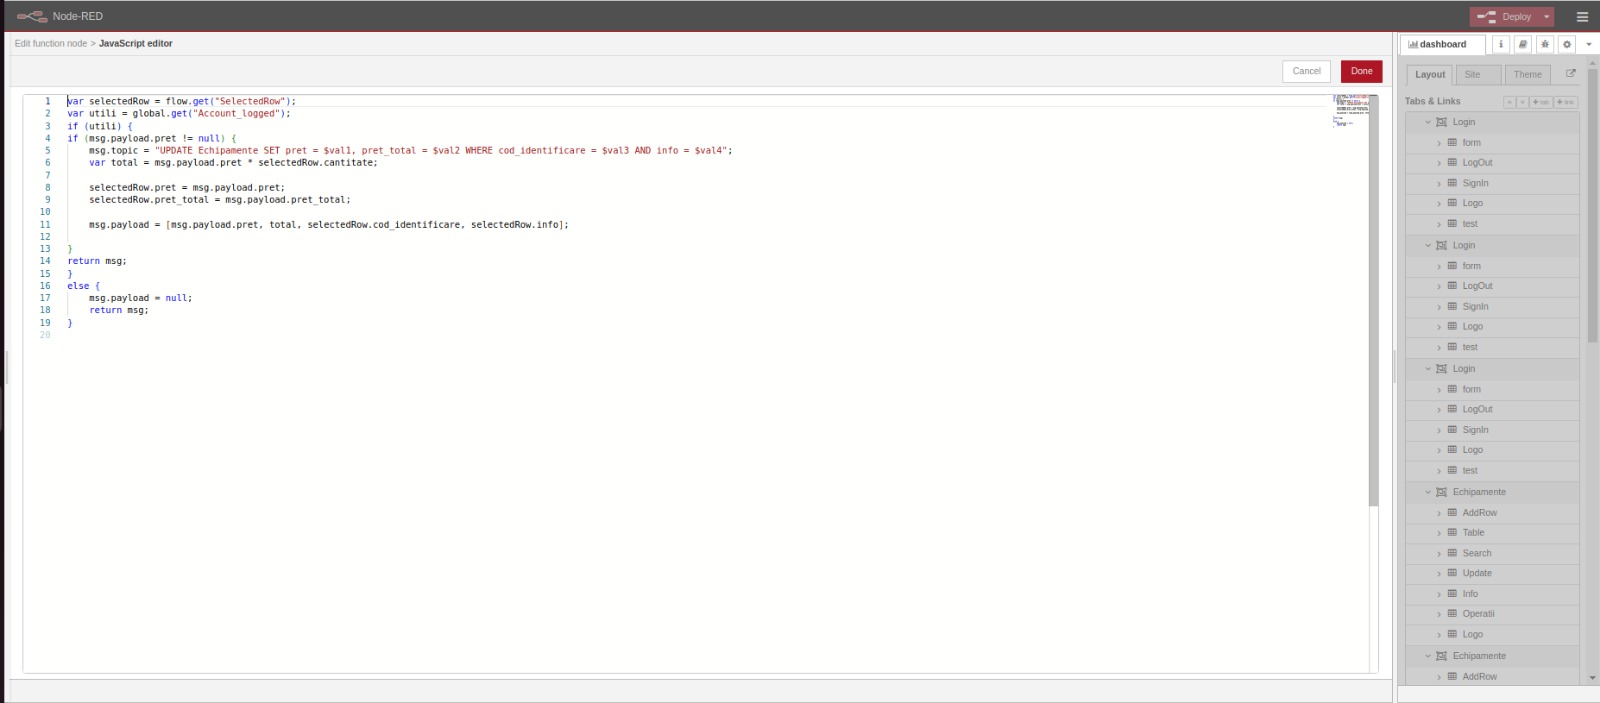 Node-RED
Deploy
Edit function node > JavaScript editor
Cancel
Done
1 var selectedRow = flow.get("SelectedRow");
2 var utili = global.get("Account_logged");
3 if (utili) {
4 if (msg.payload.pret != null) {
5 msg.topic = "UPDATE Echipamente SET pret = $val1, pret_total = $val2 WHERE cod_identificare = $val3 AND info = $val4";
6 var total = msg.payload.pret * selectedRow.cantitate;
7
8 selectedRow.pret = msg.payload.pret;
9 selectedRow.pret_total = msg.payload.pret_total;
10
11 msg.payload = [msg.payload.pret, total, selectedRow.cod_identificare, selectedRow.info];
12
13 }
14 return msg;
15 }
16 else {
17 msg.payload = null;
18 return msg;
19 }
20
dashboard
i
Layout
Site
Theme
Tabs & Links
+ tab
+ link
Login
form
LogOut
SignIn
Logo
test
Login
form
LogOut
SignIn
Logo
test
Login
form
LogOut
SignIn
Logo
test
Echipamente
AddRow
Table
Search
Update
Info
Operatii
Logo
Echipamente
AddRow